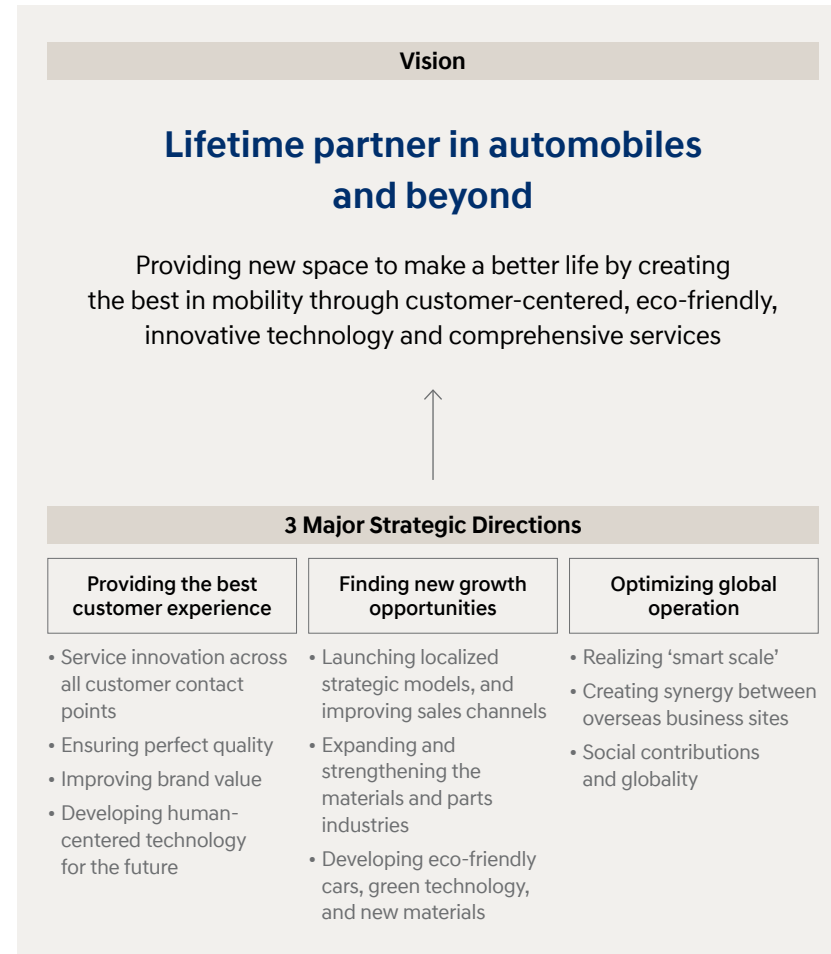 Vision
Lifetime partner in automobiles
and beyond
Providing new space to make a better life by creating
the best in mobility through customer-centered, eco-friendly,
innovative technology and comprehensive services
3 Major Strategic Directions
Providing the best
customer experience
• Service innovation across
all customer contact
points
• Ensuring perfect quality
• Improving brand value
• Developing human-
centered technology
for the future
Finding new growth
opportunities
• Launching localized
strategic models, and
improving sales channels
• Expanding and
strengthening the
materials and parts
industries
• Developing eco-friendly
cars, green technology,
and new materials
Optimizing global
operation
• Realizing ‘smart scale’
• Creating synergy between
overseas business sites
• Social contributions
and globality